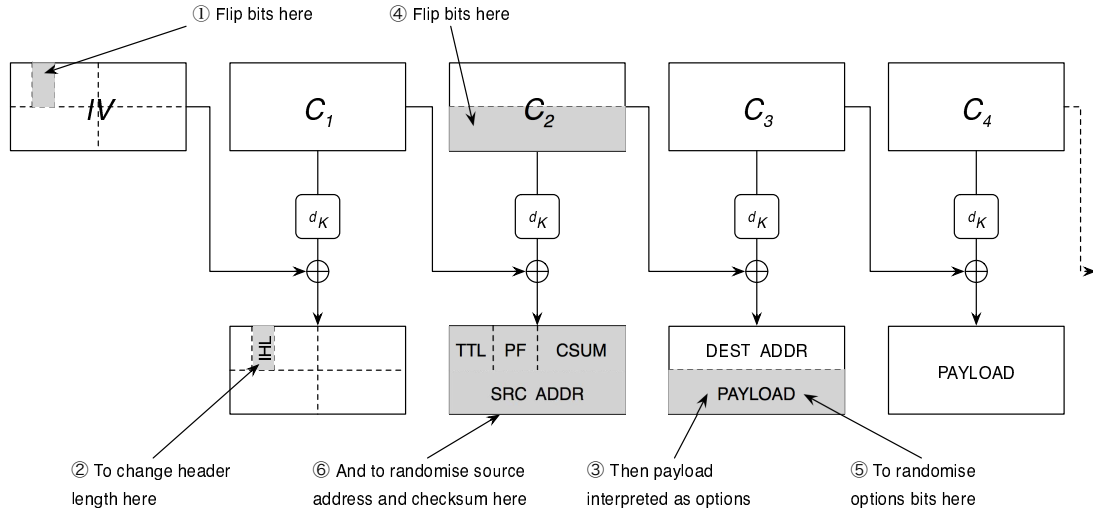 ① Flip bits here
④ Flip bits here
IV
C1
C2
C3
C4
dK
dK
dK
dK
IHL
TTL PF CSUM
SRC ADDR
DEST ADDR
PAYLOAD
PAYLOAD
② To change header
length here
⑥ And to randomise source
address and checksum here
③ Then payload
interpreted as options
⑤ To randomise
options bits here